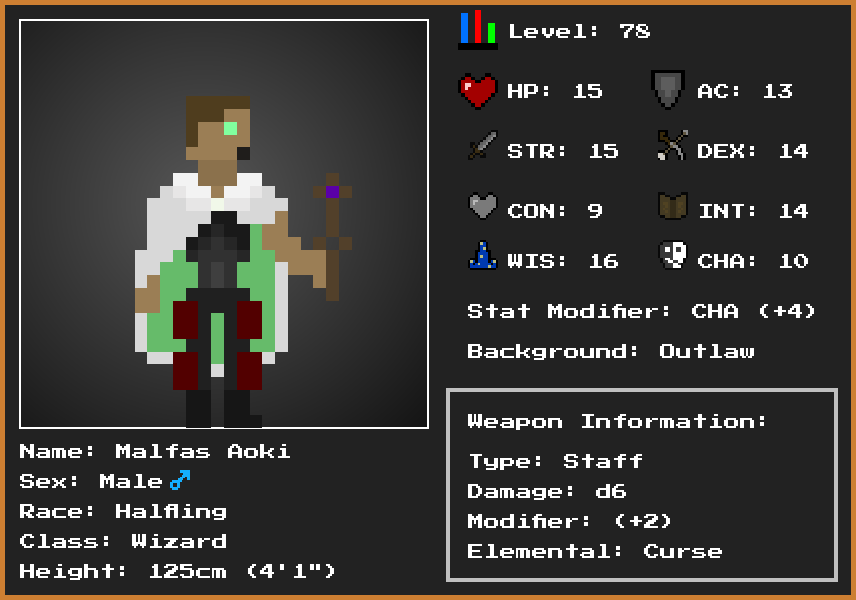 Level: 78
HP: 15
AC: 13
STR: 15
DEX: 14
CON: 9
INT: 14
WIS: 16
CHA: 10
Stat Modifier: CHA (+4)
Background: Outlaw
Weapon Information:
Type: Staff
Damage: d6
Modifier: (+2)
Elemental: Curse
Name: Malfas Aoki
Sex: Male♂
Race: Halfling
Class: Wizard
Height: 125cm (4'1")